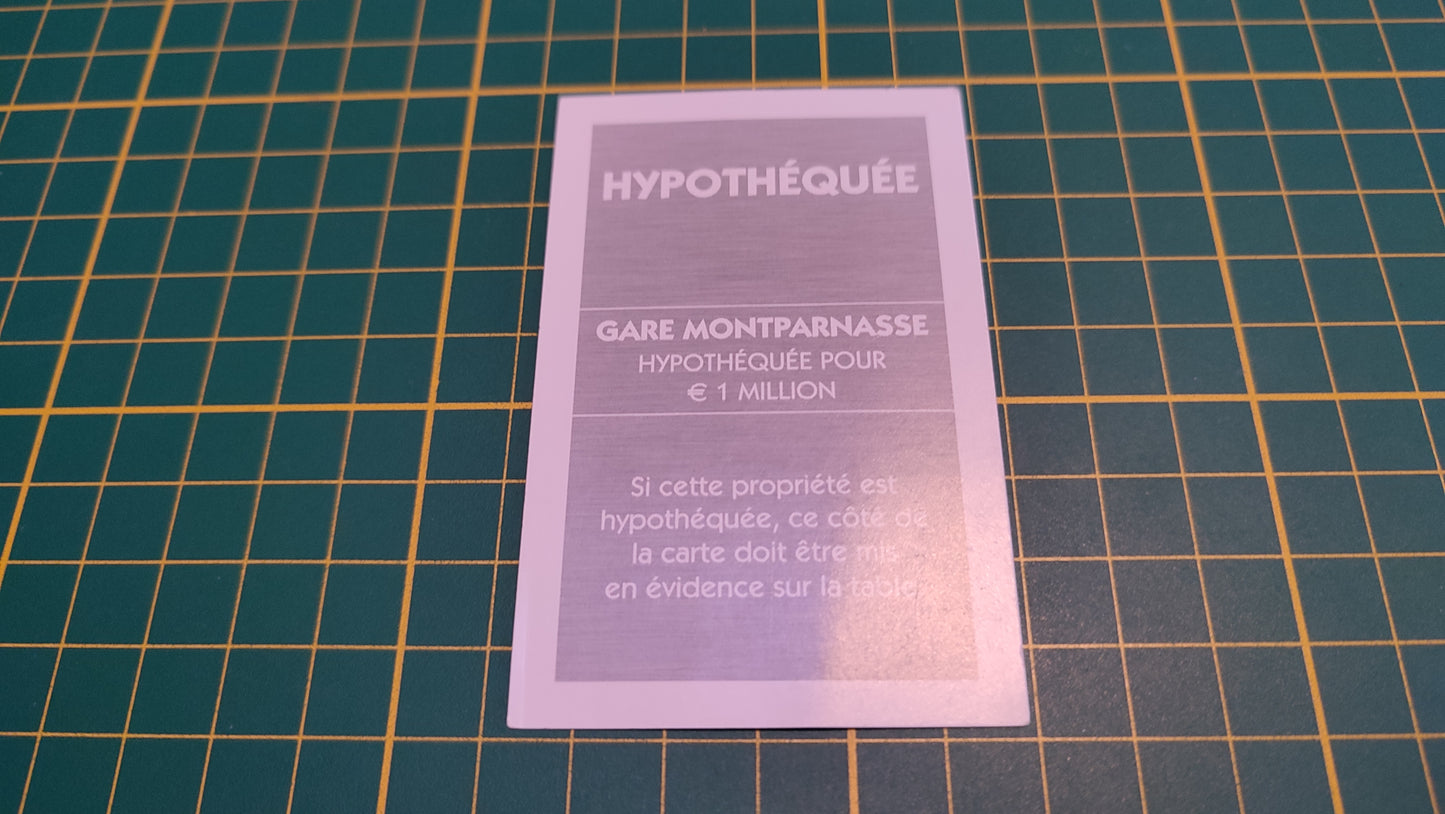 HYPOTHÉQUÉE
GARE MONTPARNASSE
HYPOTHÉQUÉE POUR
€ 1 MILLION
Si cette propriété est
hypothéquée, ce côté de
la carte doit être mis
en évidence sur la table.